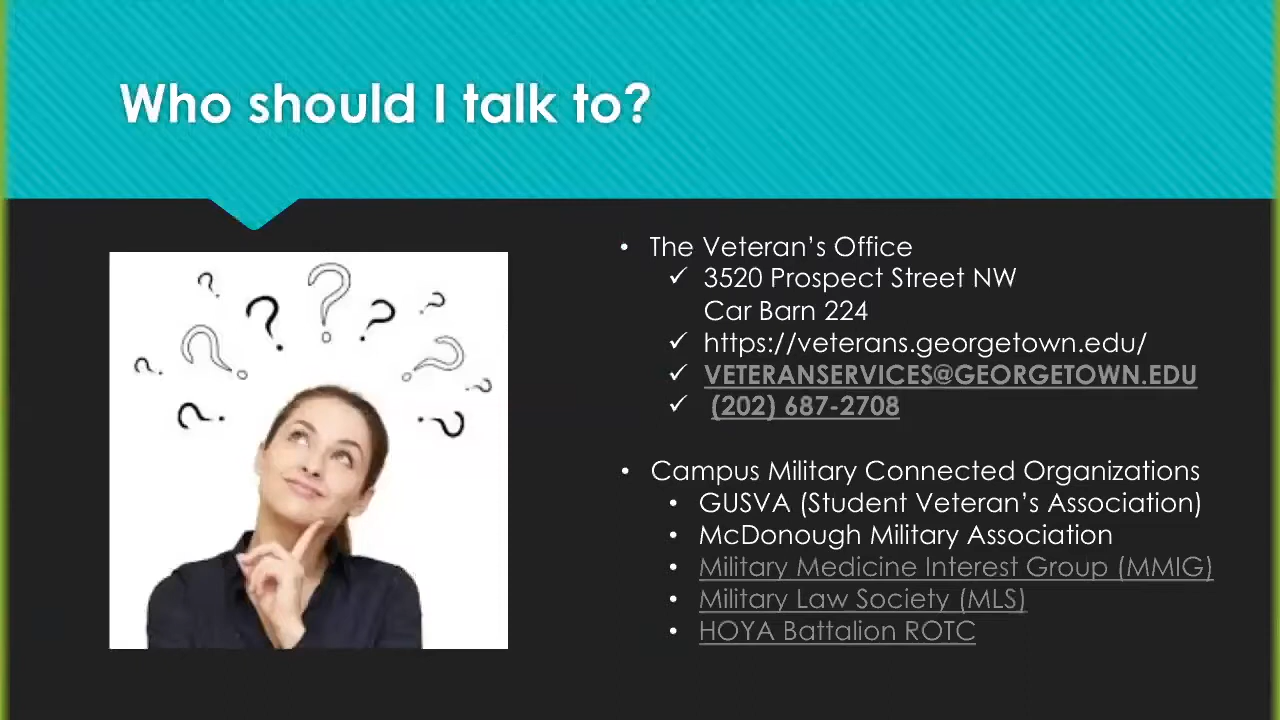 Who should I talk to?
• The Veteran's Office
✓ 3520 Prospect Street NW
Car Barn 224
✓ https://veterans.georgetown.edu/
✓ VETERANSERVICES@GEORGETOWN.EDU
✓ (202) 687-2708
• Campus Military Connected Organizations
• GUSVA (Student Veteran's Association)
• McDonough Military Association
• Military Medicine Interest Group (MMIG)
• Military Law Society (MLS)
• HOYA Battalion ROTC